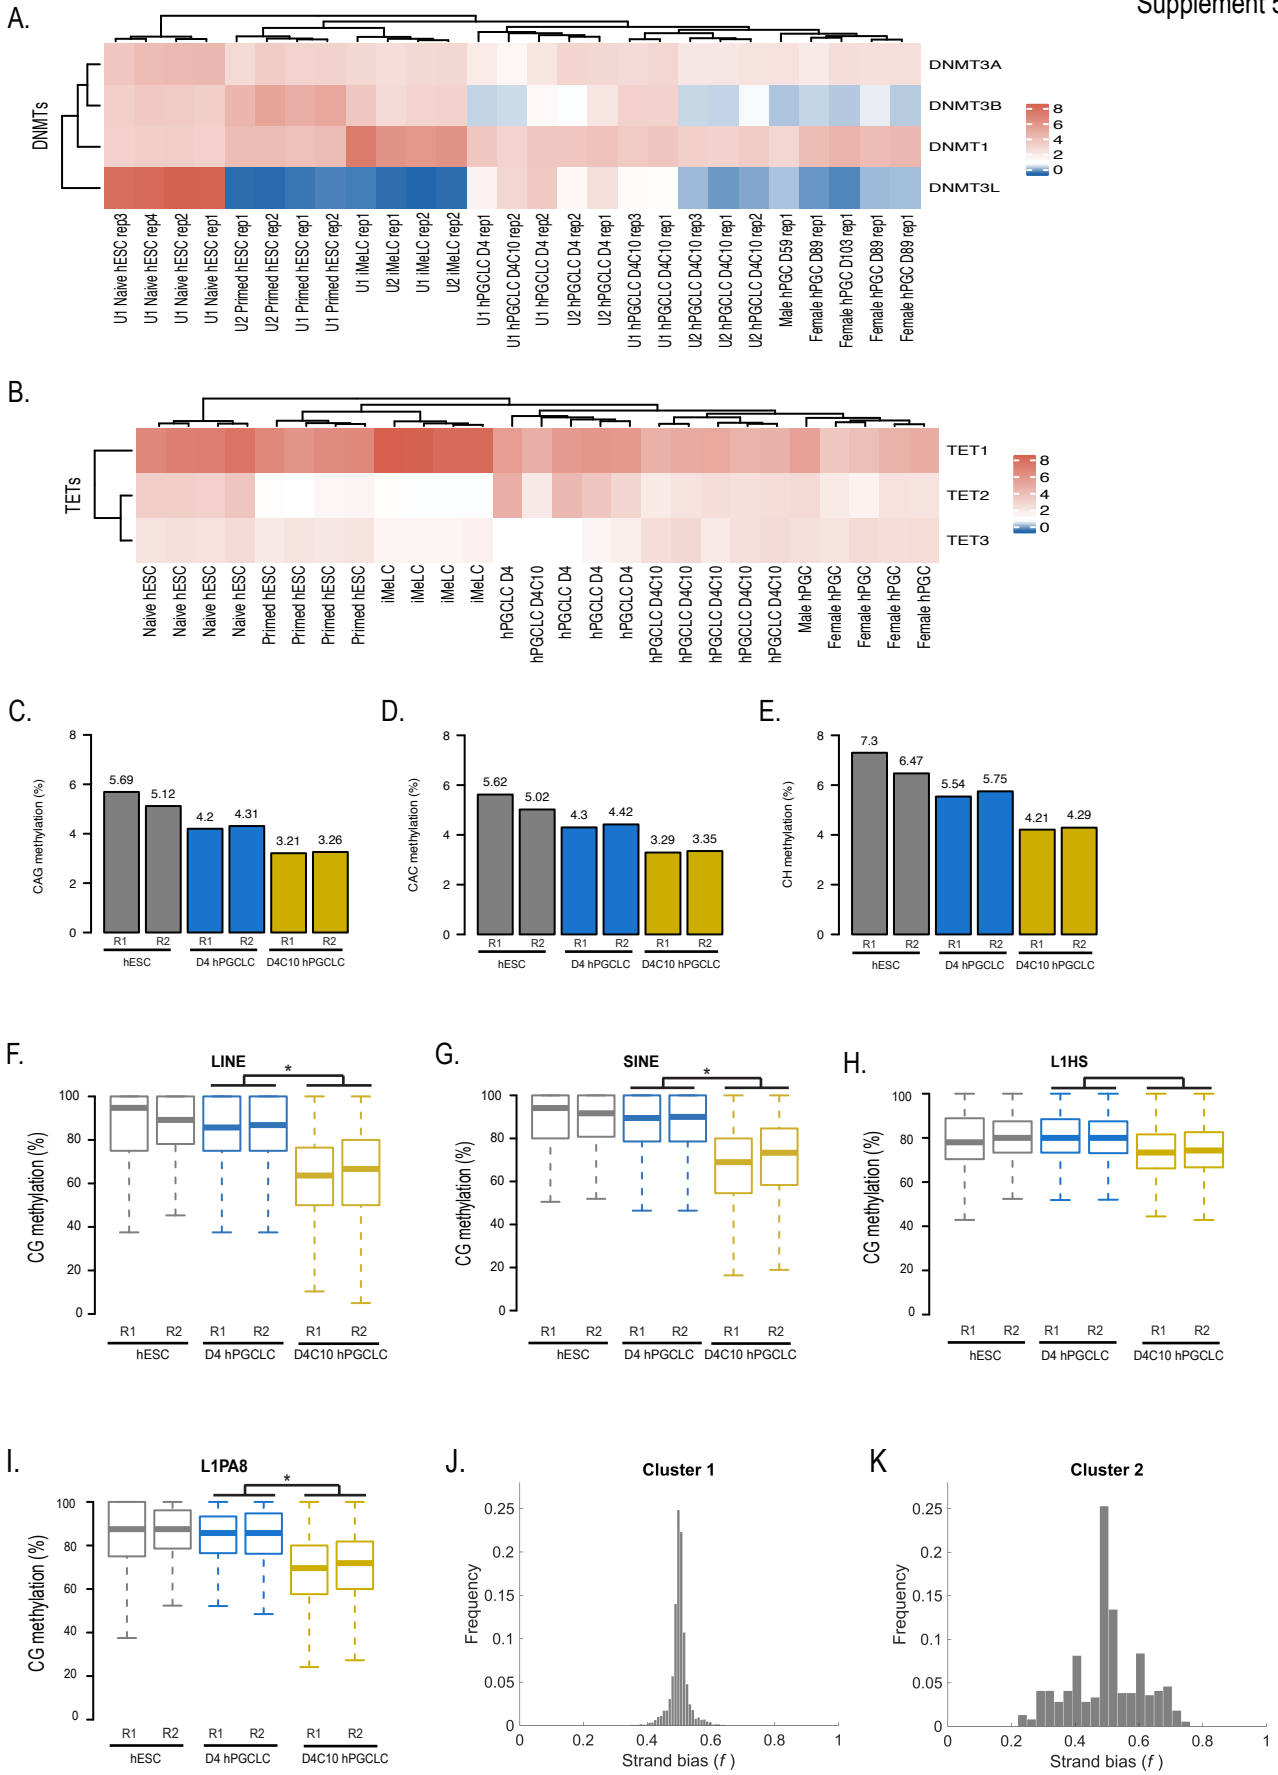 Supplement 5
A.
DNMTs
DNMT3A
DNMT3B
DNMT1
DNMT3L
8
6
4
2
0
U1 Naive hESC rep3
U1 Naive hESC rep4
U1 Naive hESC rep2
U1 Naive hESC rep1
U2 Primed hESC rep1
U2 Primed hESC rep2
U1 Primed hESC rep1
U1 Primed hESC rep2
U1 iMeLC rep1
U2 iMeLC rep1
U1 iMeLC rep2
U2 iMeLC rep2
U1 hPGCLC D4 rep1
U1 hPGCLC D4C10 rep2
U1 hPGCLC D4 rep2
U2 hPGCLC D4 rep2
U2 hPGCLC D4 rep1
U1 hPGCLC D4C10 rep3
U1 hPGCLC D4C10 rep1
U2 hPGCLC D4C10 rep3
U2 hPGCLC D4C10 rep1
U2 hPGCLC D4C10 rep2
Male hPGC D59 rep1
Female hPGC D89 rep1
Female hPGC D103 rep1
Female hPGC D89 rep1
Female hPGC D89 rep1
B.
TETs
TET1
TET2
TET3
8
6
4
2
0
Naive hESC
Naive hESC
Naive hESC
Naive hESC
Primed hESC
Primed hESC
Primed hESC
Primed hESC
iMeLC
iMeLC
iMeLC
iMeLC
hPGCLC D4
hPGCLC D4C10
hPGCLC D4
hPGCLC D4
hPGCLC D4
hPGCLC D4C10
hPGCLC D4C10
hPGCLC D4C10
hPGCLC D4C10
hPGCLC D4C10
Male hPGC
Female hPGC
Female hPGC
Female hPGC
Female hPGC
C.
CAG methylation (%)
8
6
4
2
0
5.69
5.12
4.2
4.31
3.21
3.26
R1 R2 R1 R2 R1 R2
hESC D4 hPGCLC D4C10 hPGCLC
D.
CAC methylation (%)
8
6
4
2
0
5.62
5.02
4.3
4.42
3.29
3.35
R1 R2 R1 R2 R1 R2
hESC D4 hPGCLC D4C10 hPGCLC
E.
CH methylation (%)
8
6
4
2
0
7.3
6.47
5.54
5.75
4.21
4.29
R1 R2 R1 R2 R1 R2
hESC D4 hPGCLC D4C10 hPGCLC
F.
LINE
*
CG methylation (%)
100
80
60
40
20
0
R1 R2 R1 R2 R1 R2
hESC D4 hPGCLC D4C10 hPGCLC
G.
SINE
*
CG methylation (%)
100
80
60
40
20
0
R1 R2 R1 R2 R1 R2
hESC D4 hPGCLC D4C10 hPGCLC
H.
L1HS
CG methylation (%)
100
80
60
40
20
0
R1 R2 R1 R2 R1 R2
hESC D4 hPGCLC D4C10 hPGCLC
I.
L1PA8
*
CG methylation (%)
100
80
60
40
20
0
R1 R2 R1 R2 R1 R2
hESC D4 hPGCLC D4C10 hPGCLC
J.
Cluster 1
Frequency
0.25
0.2
0.15
0.1
0.05
0
0 0.2 0.4 0.6 0.8 1
Strand bias (f)
K
Cluster 2
Frequency
0.25
0.2
0.15
0.1
0.05
0
0 0.2 0.4 0.6 0.8 1
Strand bias (f)